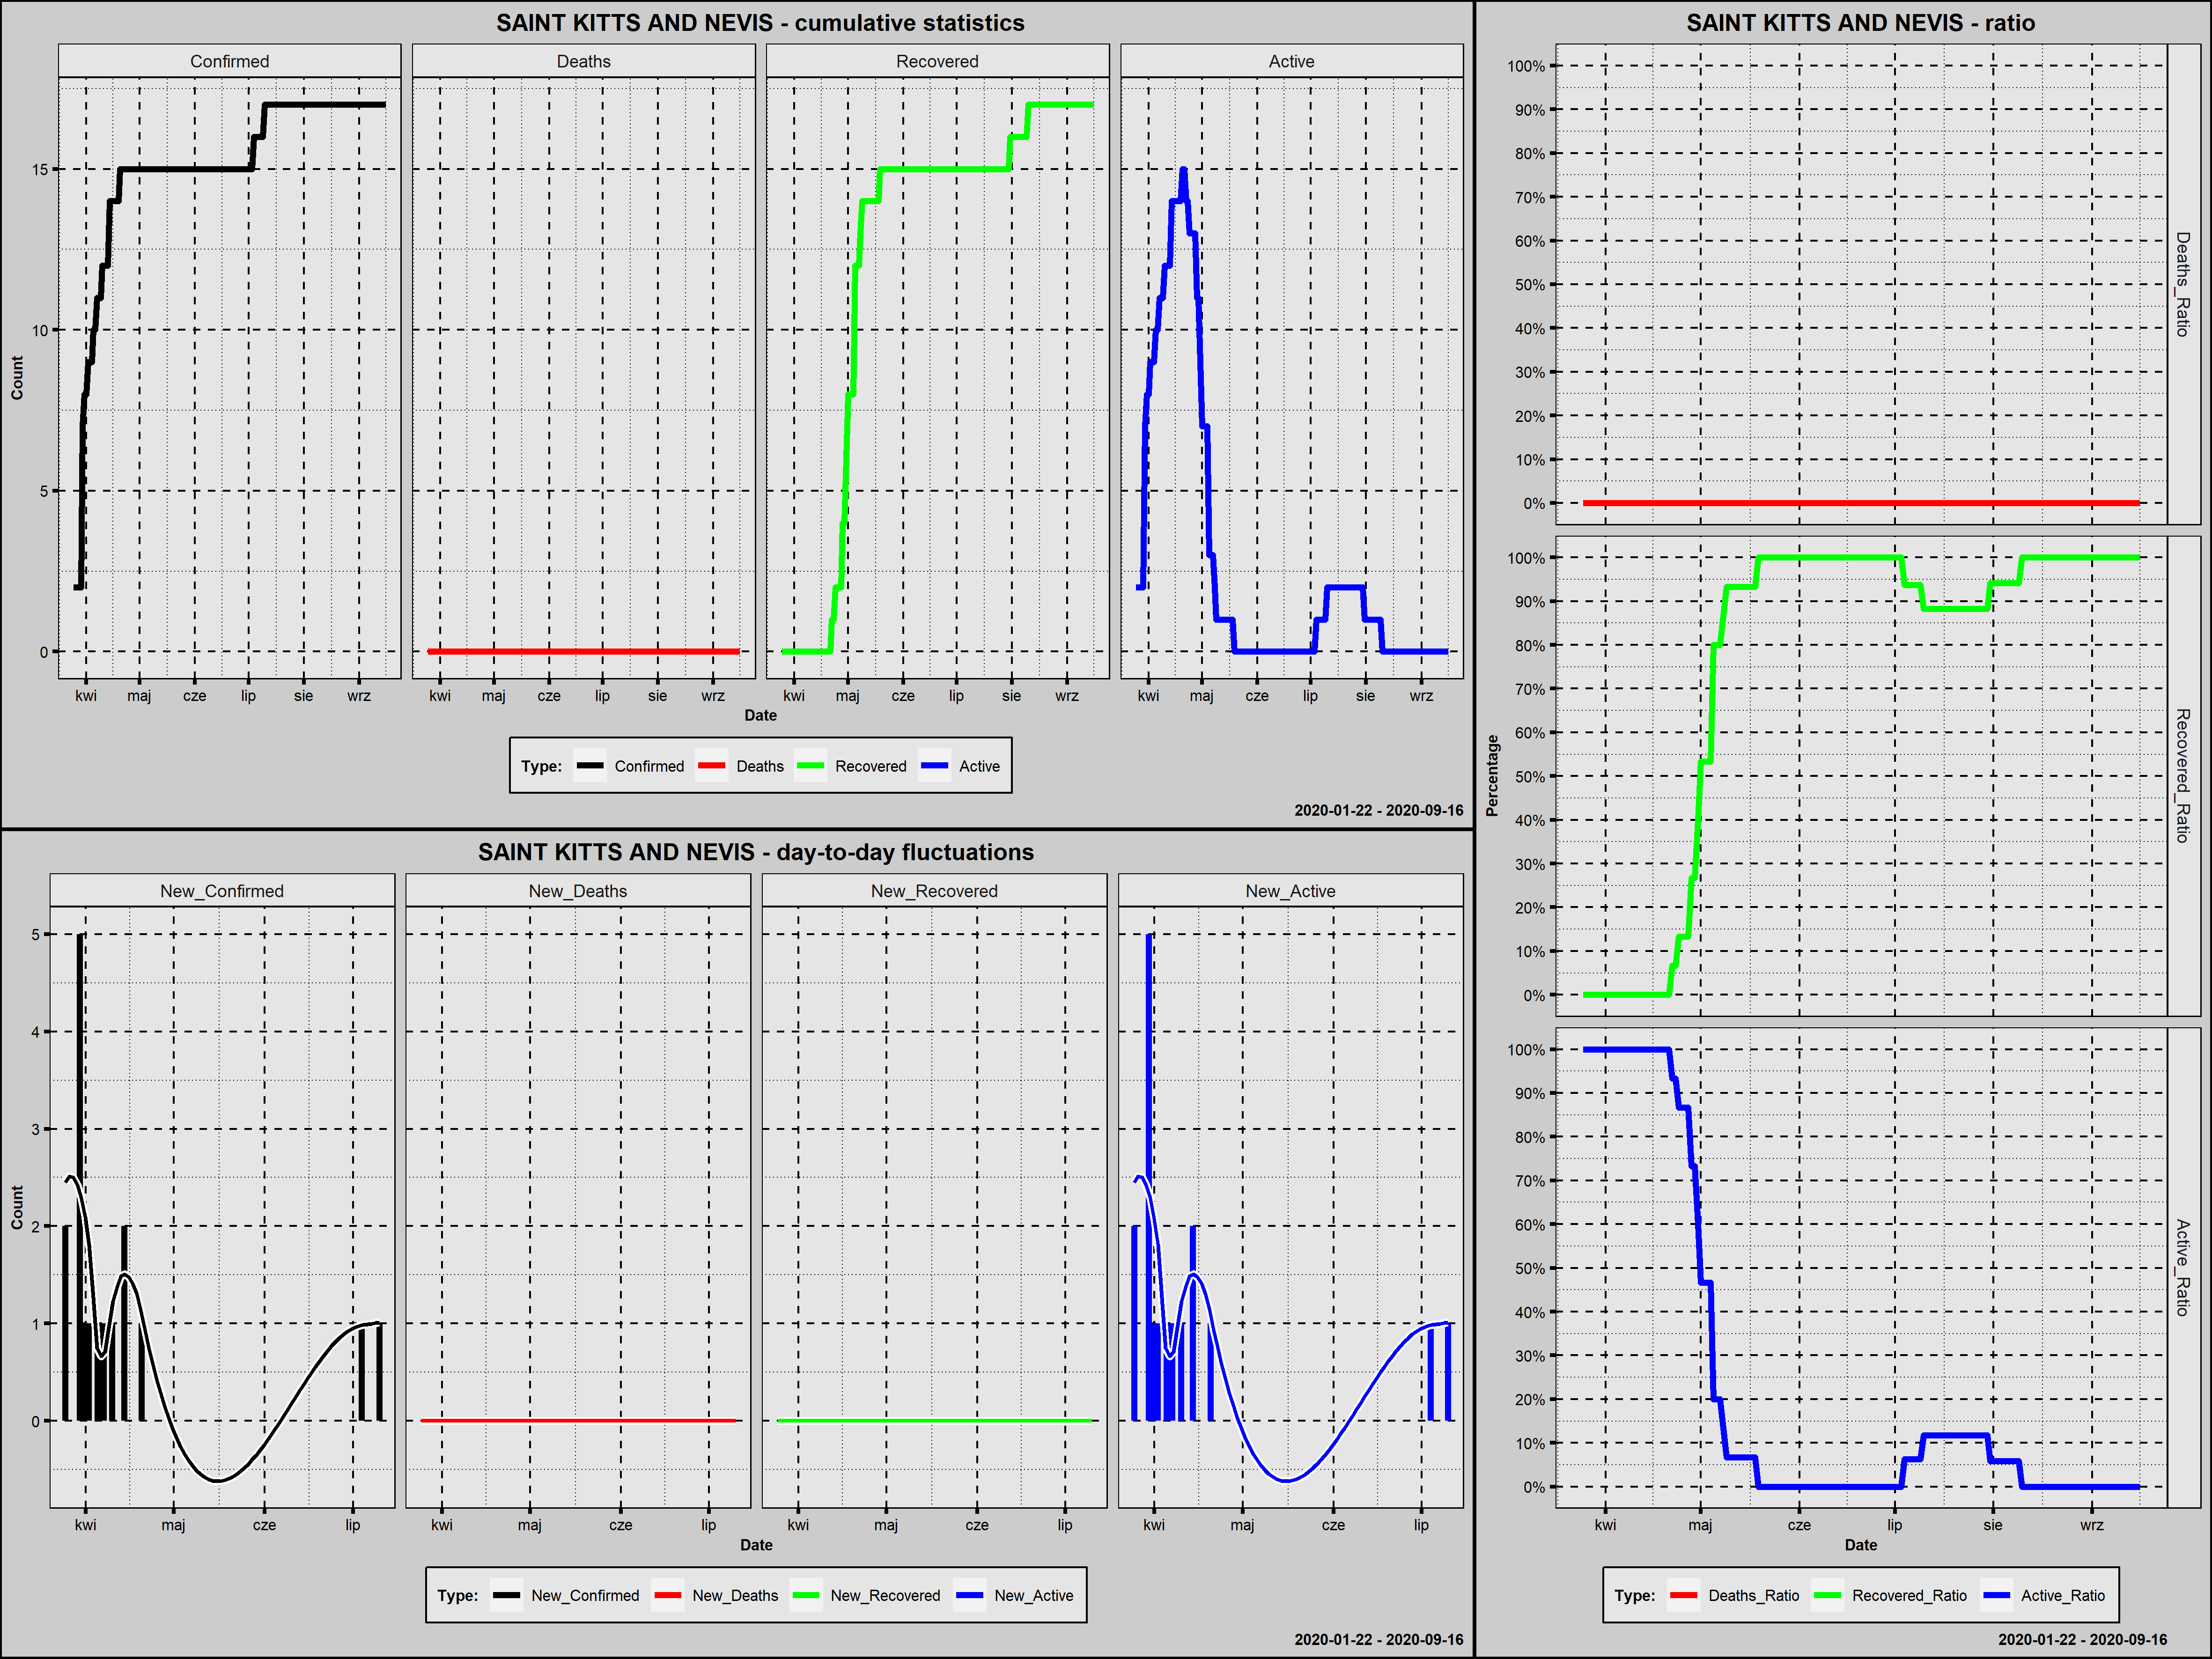 SAINT KITTS AND NEVIS - cumulative statistics
Confirmed Deaths Recovered Active
Count
15
10
5
0
kwi maj cze lip sie wrz kwi maj cze lip sie wrz kwi maj cze lip sie wrz kwi maj cze lip sie wrz
Date
Type: Confirmed Deaths Recovered Active
2020-01-22 - 2020-09-16
SAINT KITTS AND NEVIS - day-to-day fluctuations
New_Confirmed New_Deaths New_Recovered New_Active
Count
5
4
3
2
1
0
kwi maj cze lip kwi maj cze lip kwi maj cze lip kwi maj cze lip
Date
Type: New_Confirmed New_Deaths New_Recovered New_Active
2020-01-22 - 2020-09-16
SAINT KITTS AND NEVIS - ratio
Percentage
100%
90%
80%
70%
60%
50%
40%
30%
20%
10%
0%
Deaths_Ratio
100%
90%
80%
70%
60%
50%
40%
30%
20%
10%
0%
Recovered_Ratio
100%
90%
80%
70%
60%
50%
40%
30%
20%
10%
0%
Active_Ratio
kwi maj cze lip sie wrz
Date
Type: Deaths_Ratio Recovered_Ratio Active_Ratio
2020-01-22 - 2020-09-16